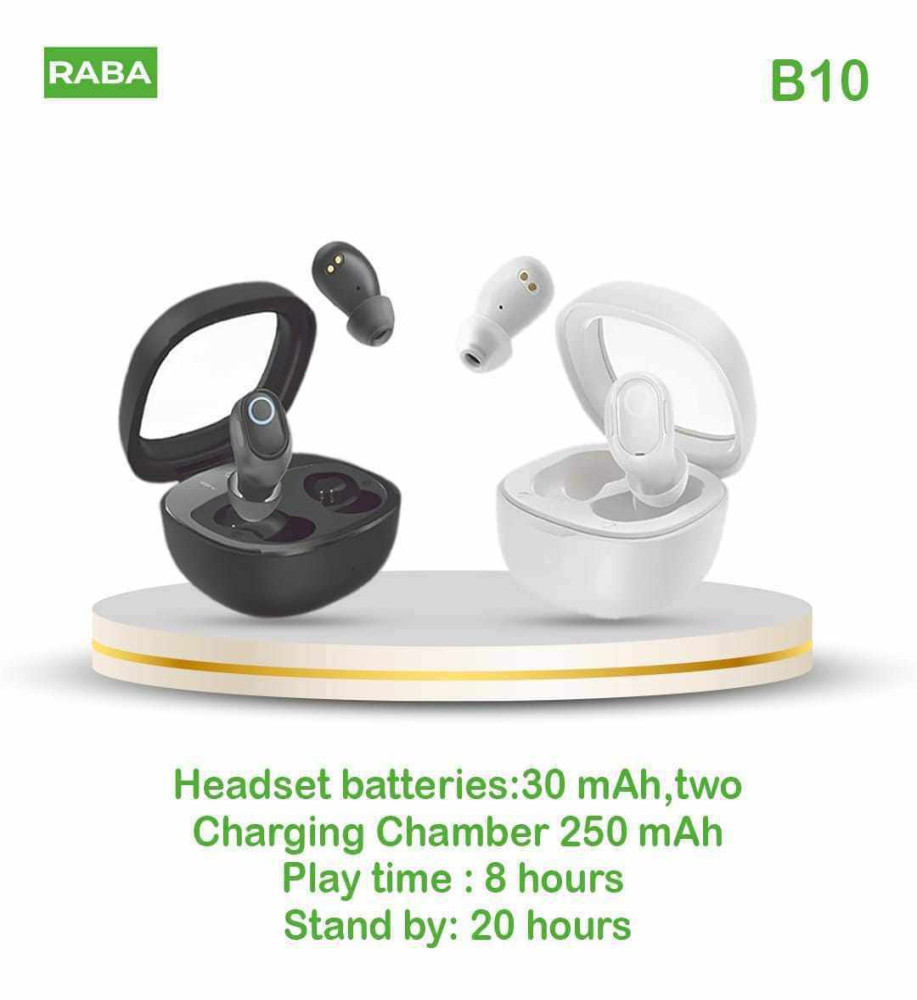 RABA
B10
Headset batteries:30 mAh,two
Charging Chamber 250 mAh
Play time : 8 hours
Stand by: 20 hours